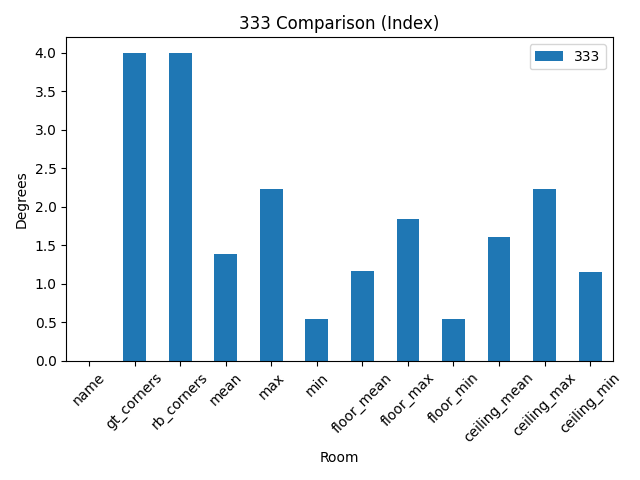 333 Comparison (Index)
333
Degrees
4.0
3.5
3.0
2.5
2.0
1.5
1.0
0.5
0.0
name
gt_corners
rb_corners
mean
max
min
floor_mean
floor_max
floor_min
ceiling_mean
ceiling_max
ceiling_min
Room